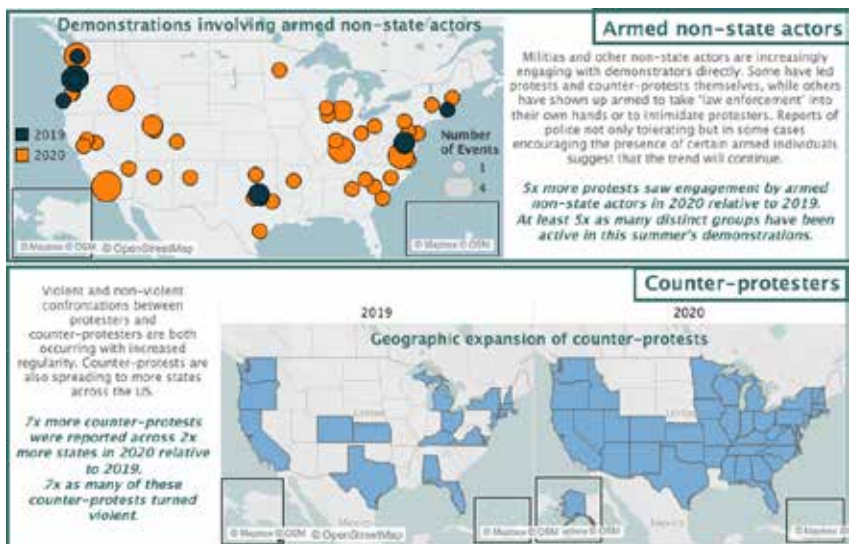 Demonstrations involving armed non-state actors
2019
2020
Number
of Events
1
4
© Mapbox © OSM
© OpenStreetMap
© Mapbox © OSM
Armed non-state actors
Militias and other non-state actors are increasingly
engaging with demonstrators directly. Some have led
protests and counter-protests themselves, while others
have shown up armed to take "law enforcement" into
their own hands or to intimidate protesters. Reports of
police not only tolerating but in some cases
encouraging the presence of certain armed individuals
suggest that the trend will continue.
5x more protests saw engagement by armed
non-state actors in 2020 relative to 2019.
At least 5x as many distinct groups have been
active in this summer's demonstrations.
Counter-protesters
Violent and non-violent
confrontations between
protesters and
counter-protesters are both
occurring with increased
regularity. Counter-protests are
also spreading to more states
across the US.
7x more counter-protests
were reported across 2x
more states in 2020 relative
to 2019.
7x as many of these
counter-protests turned
violent.
2019
2020
Geographic expansion of counter-protests
United
Mexico
© Mapbox © OSM
© OpenStreetMap
© Mapbox © OSM
United
Mexico
© OSM
© Mapbox ©